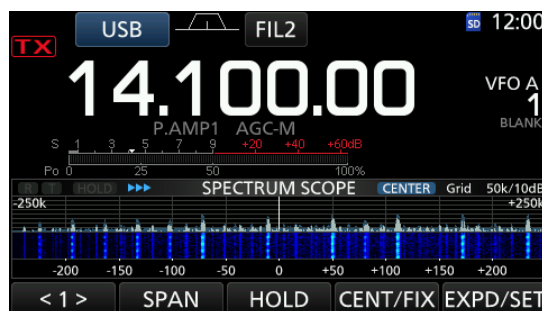 USB FIL2 SD 12:00
TX
14.100.00
VFO A
1
P.AMP1 AGC-M BLANK
S 1 3 5 7 9 +20 +40 +60dB
Po 0 25 50 100%
R T HOLD SPECTRUM SCOPE CENTER Grid 50k/10dB
-250k +250k
-200 -150 -100 -50 0 +50 +100 +150 +200
< 1 > SPAN HOLD CENT/FIX EXPD/SET